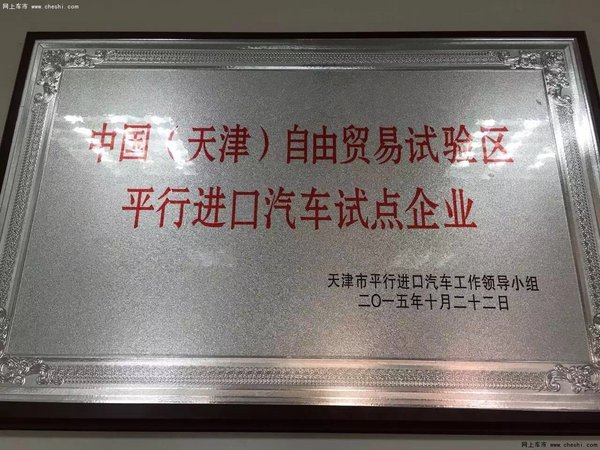 网上车市 www.cheshi.com
中国（天津）自由贸易试验区
平行进口汽车试点企业
天津市平行进口汽车工作领导小组
二〇一五年十月二十二日
网上车市 www.cheshi.com